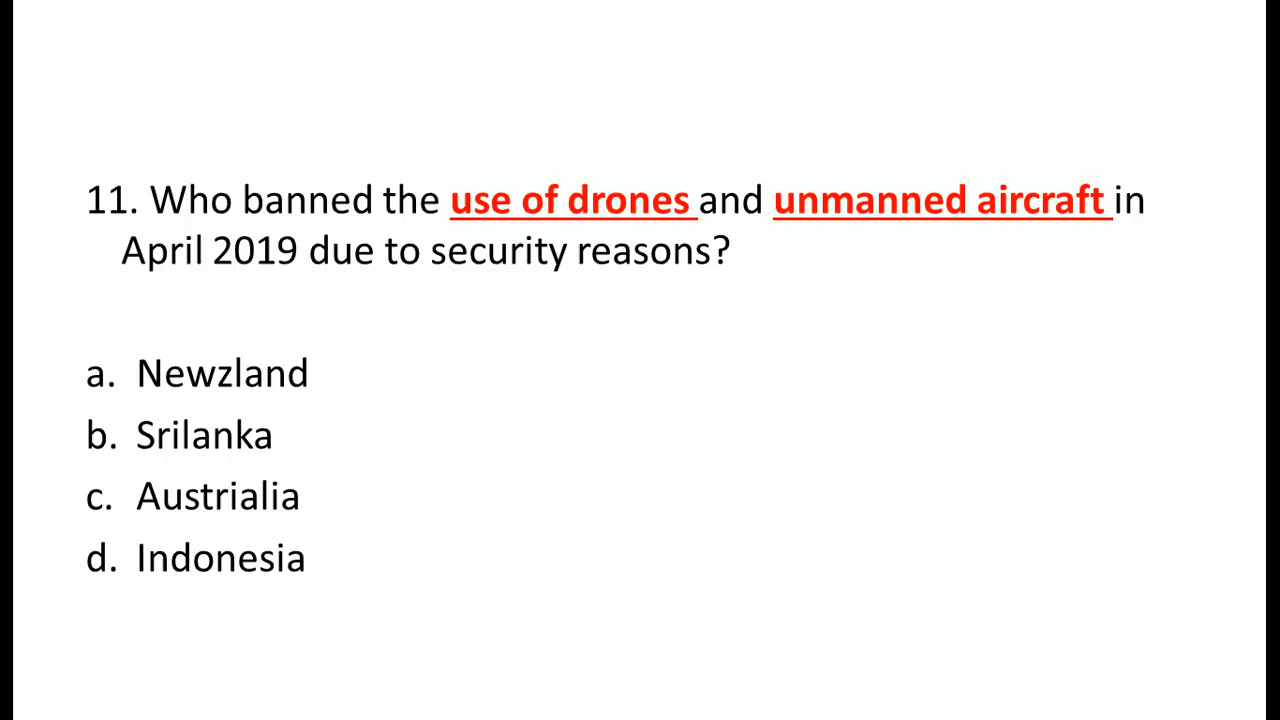 11. Who banned the use of drones and unmanned aircraft in
April 2019 due to security reasons?
a. Newzland
b. Srilanka
c. Austrialia
d. Indonesia